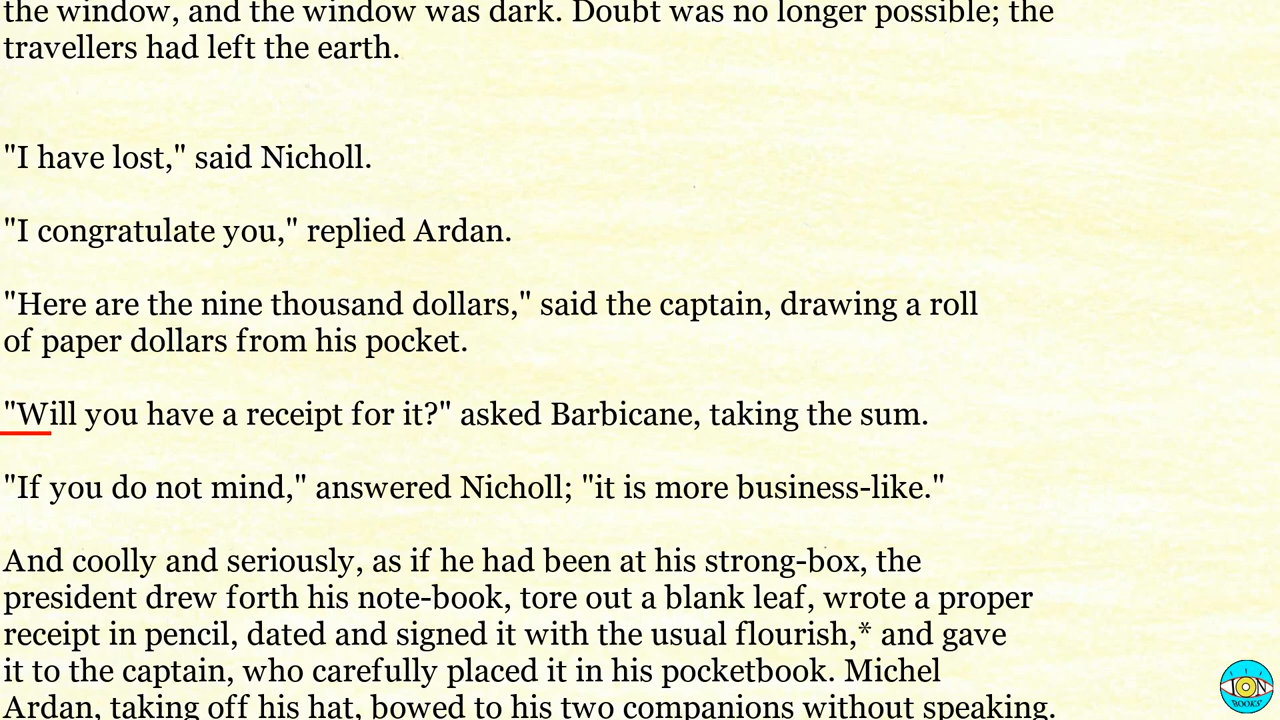 the window, and the window was dark. Doubt was no longer possible; the
travellers had left the earth.
"I have lost," said Nicholl.
"I congratulate you," replied Ardan.
"Here are the nine thousand dollars," said the captain, drawing a roll
of paper dollars from his pocket.
"Will you have a receipt for it?" asked Barbicane, taking the sum.
"If you do not mind," answered Nicholl; "it is more business-like."
And coolly and seriously, as if he had been at his strong-box, the
president drew forth his note-book, tore out a blank leaf, wrote a proper
receipt in pencil, dated and signed it with the usual flourish,* and gave
it to the captain, who carefully placed it in his pocketbook. Michel
Ardan, taking off his hat, bowed to his two companions without speaking.
ION
BOOKS